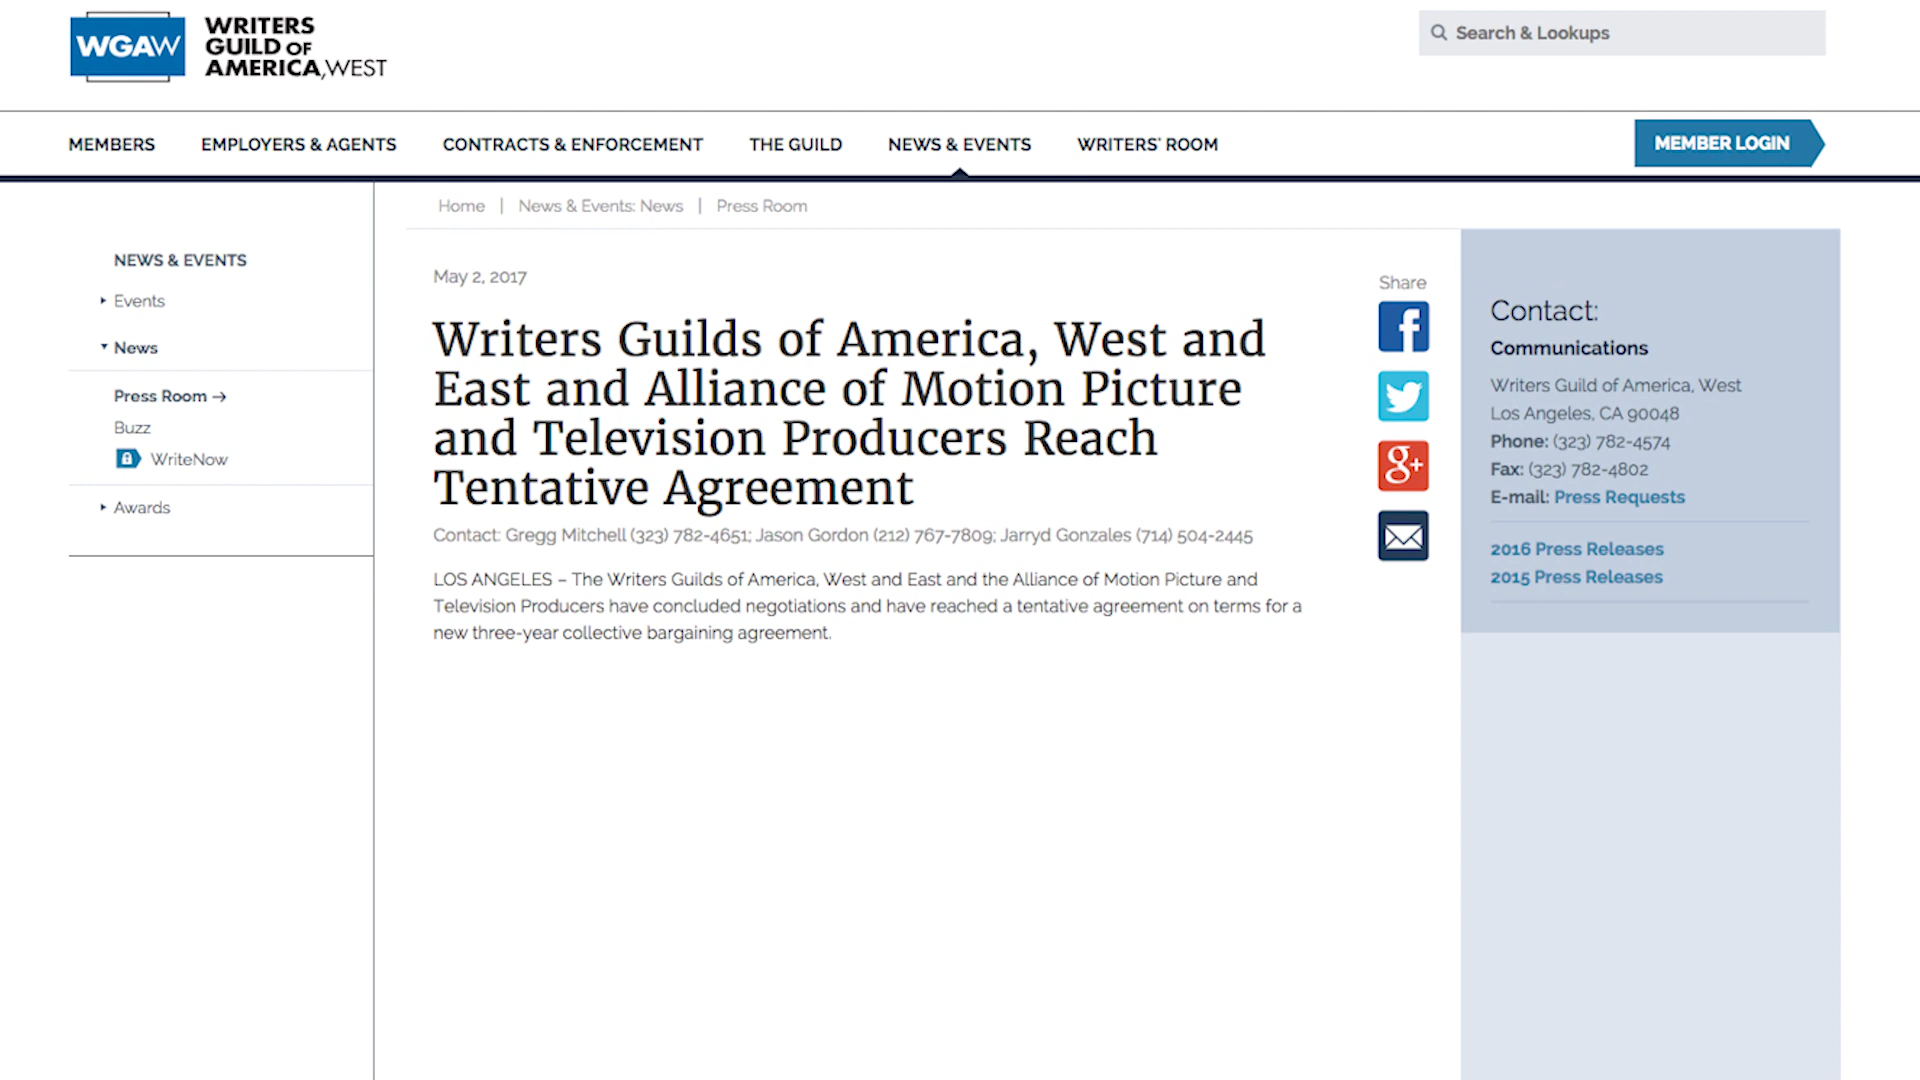 WGAW
WRITERS
GUILD OF
AMERICA, WEST
Search & Lookups
MEMBERS
EMPLOYERS & AGENTS
CONTRACTS & ENFORCEMENT
THE GUILD
NEWS & EVENTS
WRITERS' ROOM
MEMBER LOGIN
Home | News & Events: News | Press Room
NEWS & EVENTS
Events
News
Press Room →
Buzz
WriteNow
Awards
May 2, 2017
Writers Guilds of America, West and
East and Alliance of Motion Picture
and Television Producers Reach
Tentative Agreement
Contact: Gregg Mitchell (323) 782-4651; Jason Gordon (212) 767-7809; Jarryd Gonzales (714) 504-2445
LOS ANGELES – The Writers Guilds of America, West and East and the Alliance of Motion Picture and
Television Producers have concluded negotiations and have reached a tentative agreement on terms for a
new three-year collective bargaining agreement.
Share
f
g+
Contact:
Communications
Writers Guild of America, West
Los Angeles, CA 90048
Phone: (323) 782-4574
Fax: (323) 782-4802
E-mail: Press Requests
2016 Press Releases
2015 Press Releases